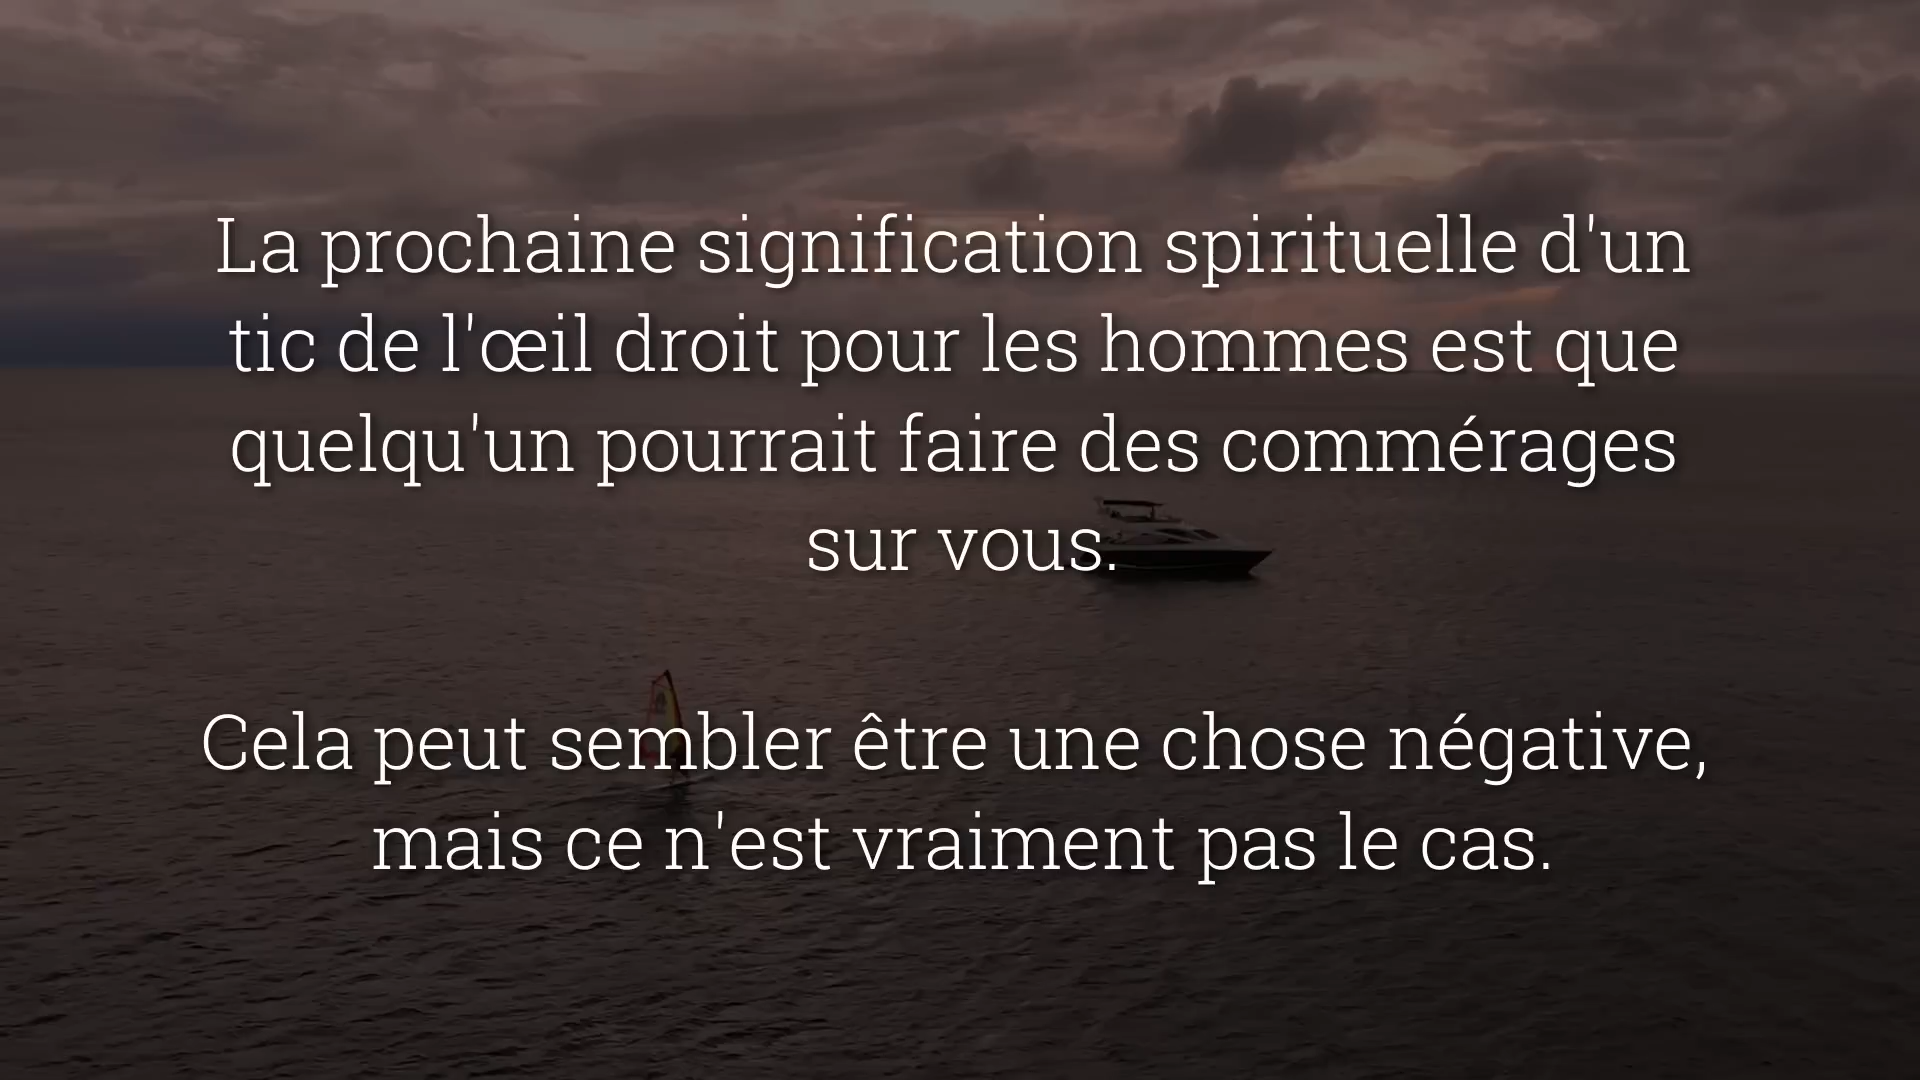 La prochaine signification spirituelle d'un
tic de l'œil droit pour les hommes est que
quelqu'un pourrait faire des commérages
sur vous.
Cela peut sembler être une chose négative,
mais ce n'est vraiment pas le cas.